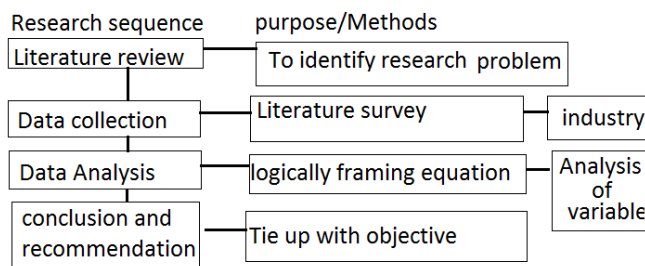 Research sequence purpose/Methods
Literature review To identify research problem
Data collection Literature survey industry
Data Analysis logically framing equation Analysis
of
variable
conclusion and
recommendation Tie up with objective